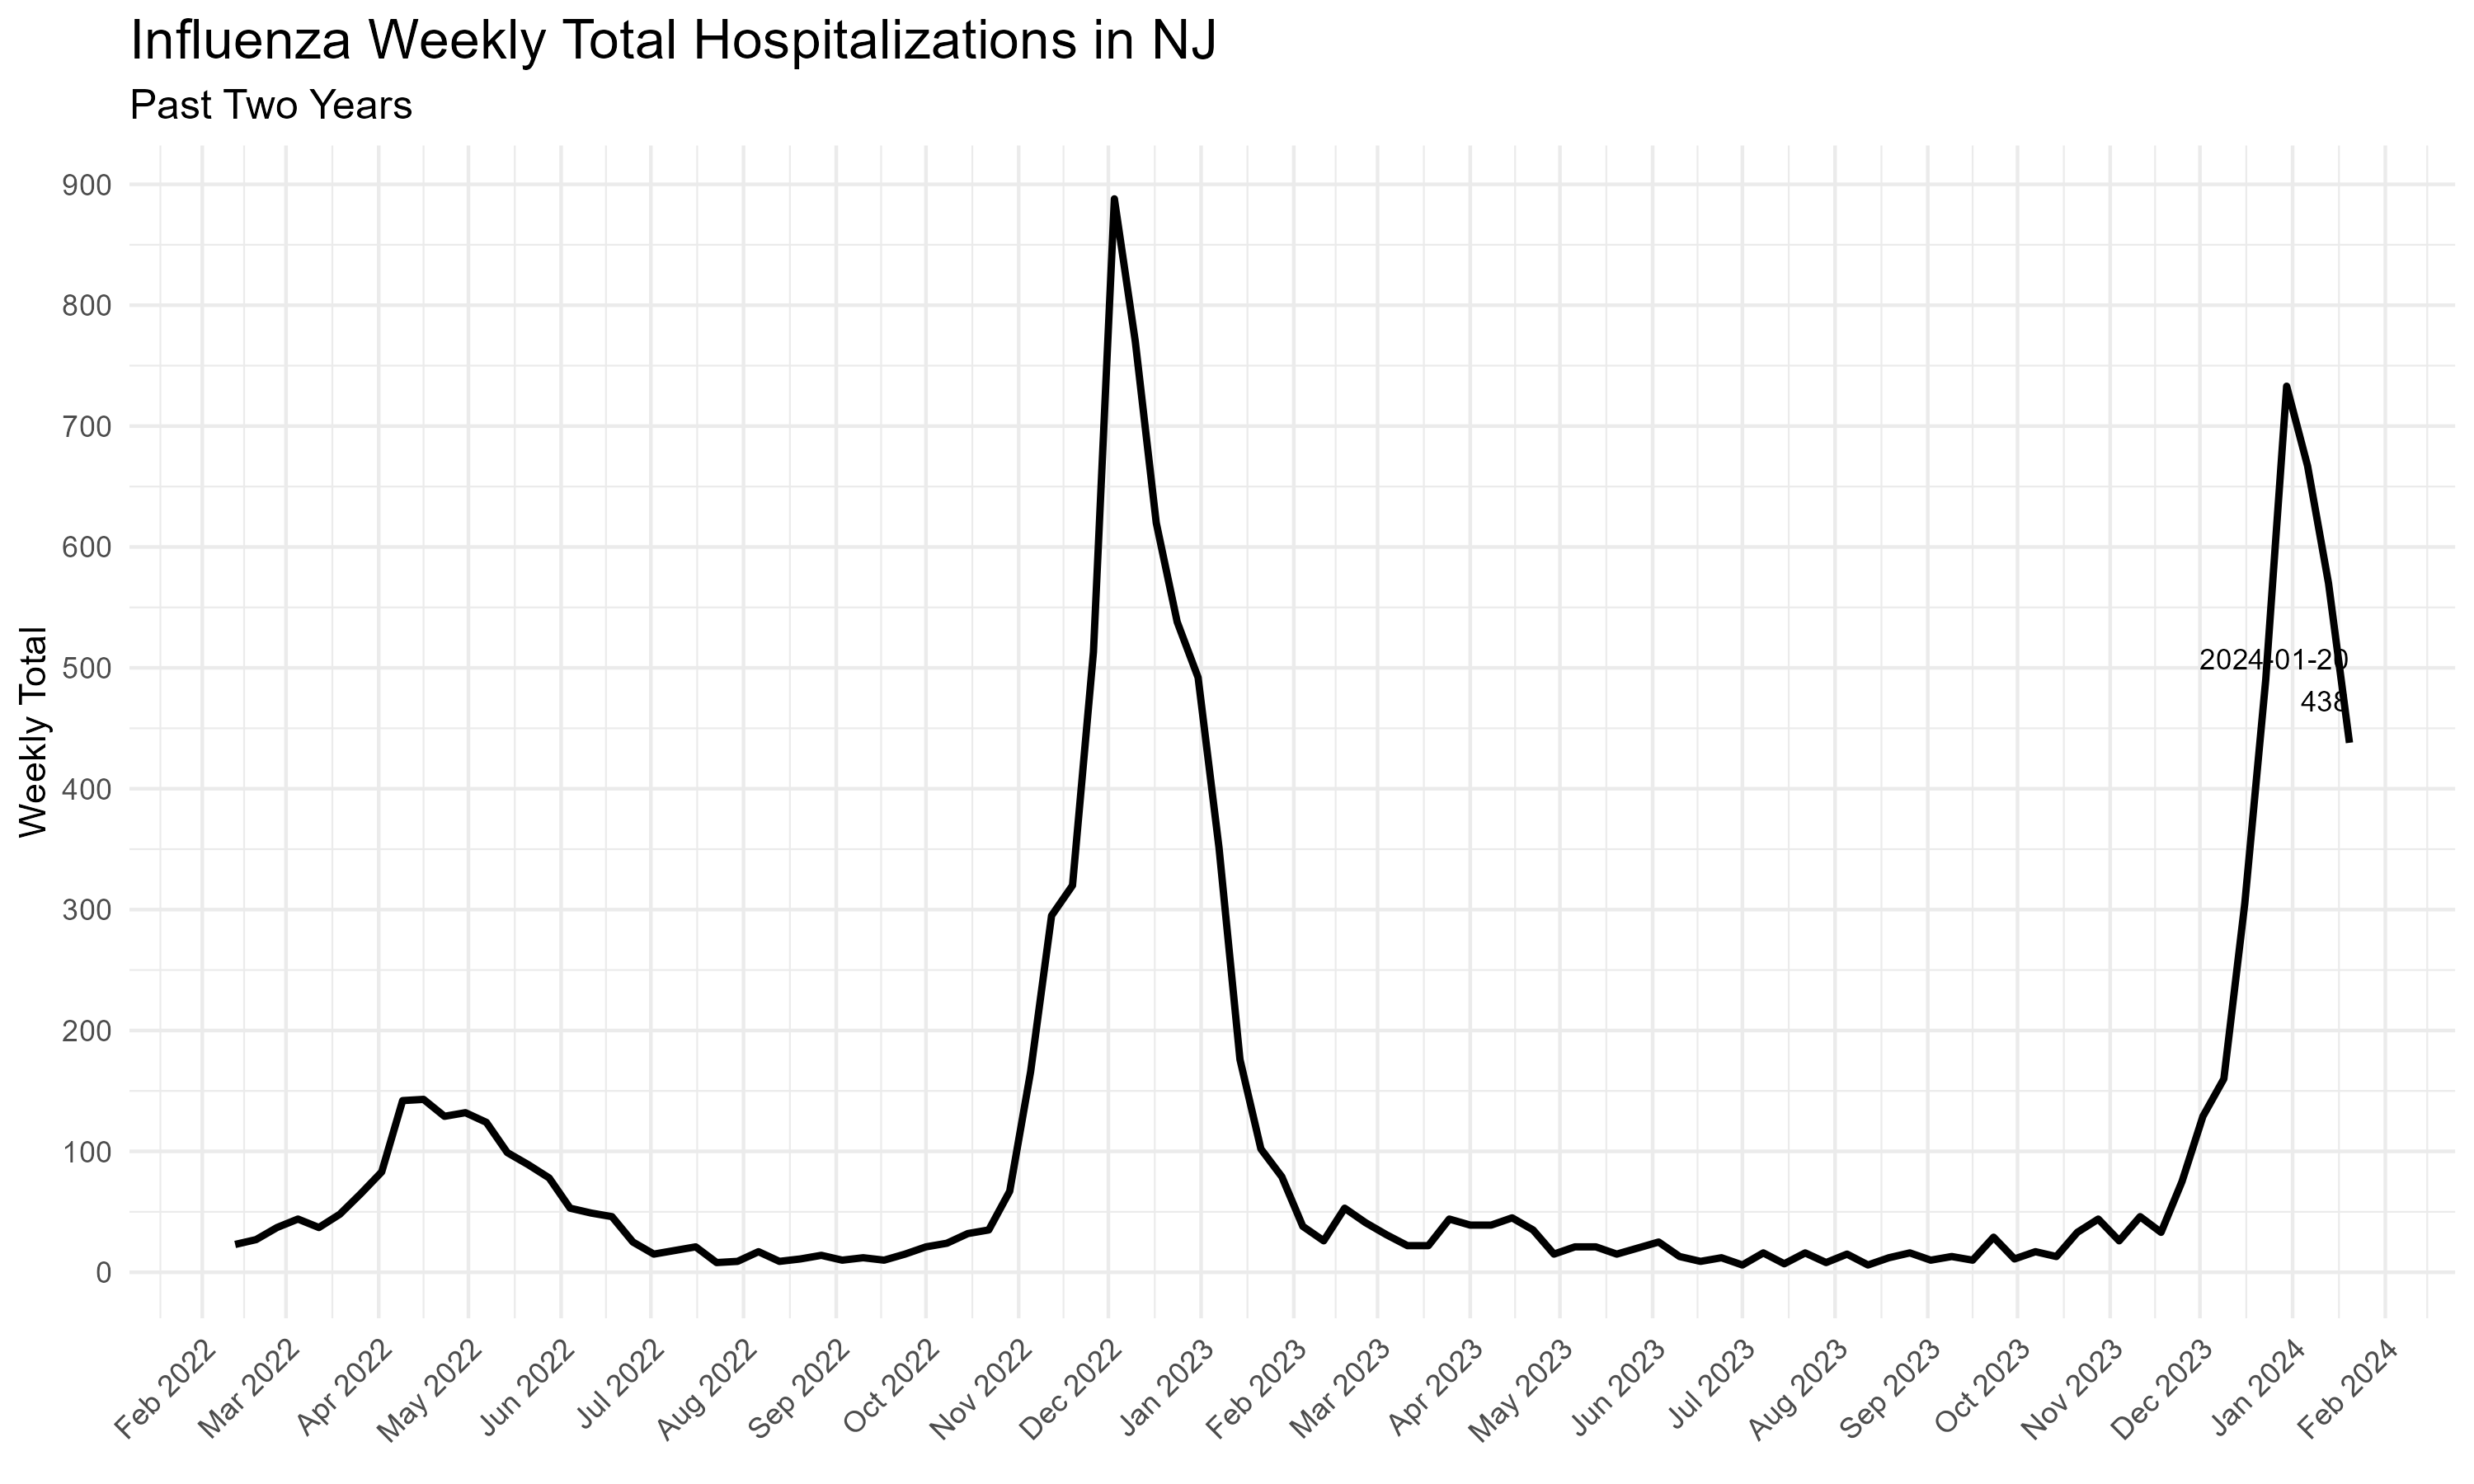 Influenza Weekly Total Hospitalizations in NJ
Past Two Years
Weekly Total
900
800
700
600
500
400
300
200
100
0
2024-01-20
438
Feb 2022
Mar 2022
Apr 2022
May 2022
Jun 2022
Jul 2022
Aug 2022
Sep 2022
Oct 2022
Nov 2022
Dec 2022
Jan 2023
Feb 2023
Mar 2023
Apr 2023
May 2023
Jun 2023
Jul 2023
Aug 2023
Sep 2023
Oct 2023
Nov 2023
Dec 2023
Jan 2024
Feb 2024